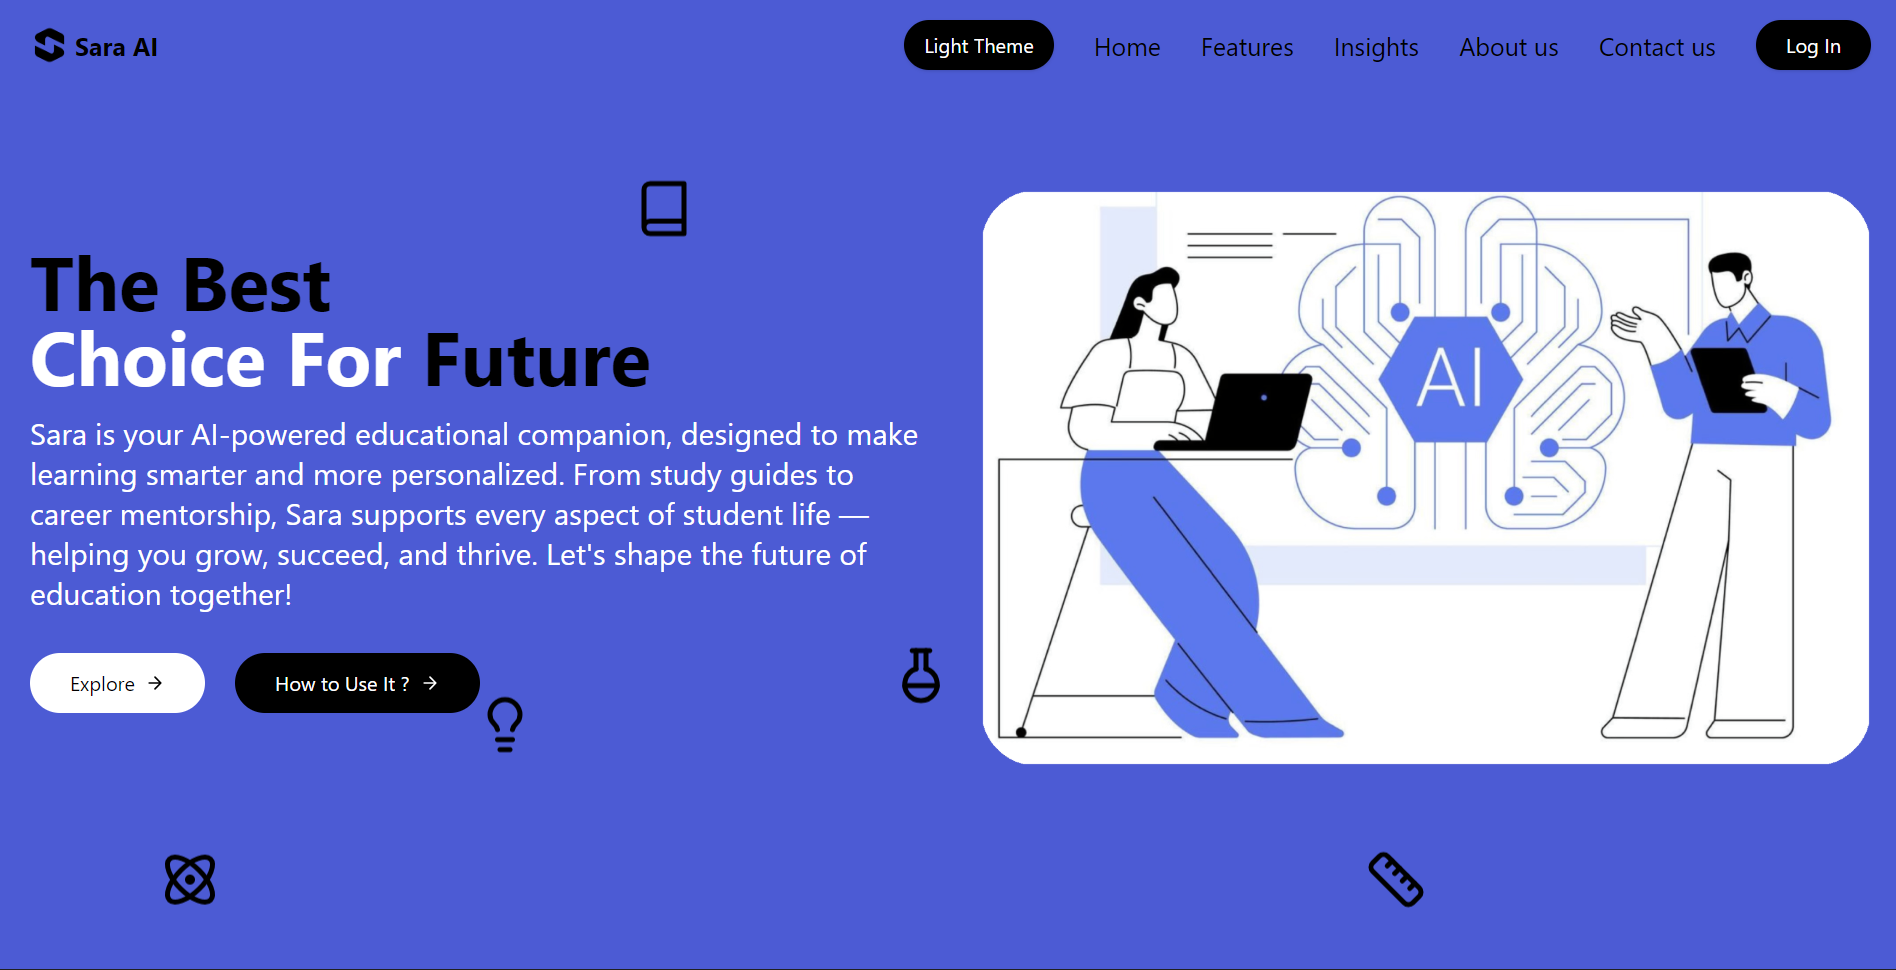 Sara AI
Light Theme
Home
Features
Insights
About us
Contact us
Log In
The Best
Choice For Future
Sara is your AI-powered educational companion, designed to make
learning smarter and more personalized. From study guides to
career mentorship, Sara supports every aspect of student life —
helping you grow, succeed, and thrive. Let's shape the future of
education together!
Explore →
How to Use It ? →
AI